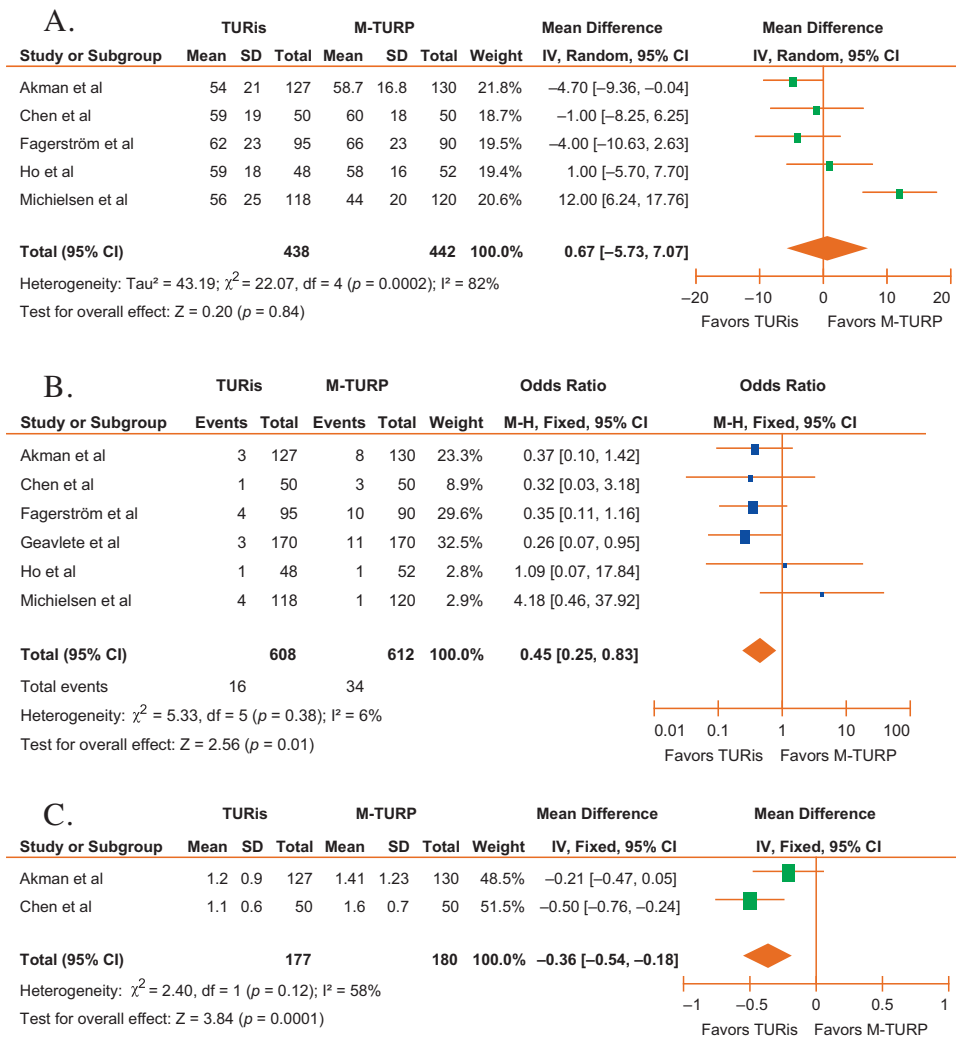 A.
TURis M-TURP Mean Difference Mean Difference
Study or Subgroup Mean SD Total Mean SD Total Weight IV, Random, 95% CI IV, Random, 95% CI
Akman et al 54 21 127 58.7 16.8 130 21.8% −4.70 [−9.36, −0.04]
Chen et al 59 19 50 60 18 50 18.7% −1.00 [−8.25, 6.25]
Fagerström et al 62 23 95 66 23 90 19.5% −4.00 [−10.63, 2.63]
Ho et al 59 18 48 58 16 52 19.4% 1.00 [−5.70, 7.70]
Michielsen et al 56 25 118 44 20 120 20.6% 12.00 [6.24, 17.76]
Total (95% CI) 438 442 100.0% 0.67 [−5.73, 7.07]
Heterogeneity: Tau² = 43.19; χ² = 22.07, df = 4 (p = 0.0002); I² = 82%
Test for overall effect: Z = 0.20 (p = 0.84)
−20 −10 0 10 20
Favors TURis Favors M-TURP
B.
TURis M-TURP Odds Ratio Odds Ratio
Study or Subgroup Events Total Events Total Weight M-H, Fixed, 95% CI M-H, Fixed, 95% CI
Akman et al 3 127 8 130 23.3% 0.37 [0.10, 1.42]
Chen et al 1 50 3 50 8.9% 0.32 [0.03, 3.18]
Fagerström et al 4 95 10 90 29.6% 0.35 [0.11, 1.16]
Geavlete et al 3 170 11 170 32.5% 0.26 [0.07, 0.95]
Ho et al 1 48 1 52 2.8% 1.09 [0.07, 17.84]
Michielsen et al 4 118 1 120 2.9% 4.18 [0.46, 37.92]
Total (95% CI) 608 612 100.0% 0.45 [0.25, 0.83]
Total events 16 34
Heterogeneity: χ² = 5.33, df = 5 (p = 0.38); I² = 6%
Test for overall effect: Z = 2.56 (p = 0.01)
0.01 0.1 1 10 100
Favors TURis Favors M-TURP
C.
TURis M-TURP Mean Difference Mean Difference
Study or Subgroup Mean SD Total Mean SD Total Weight IV, Fixed, 95% CI IV, Fixed, 95% CI
Akman et al 1.2 0.9 127 1.41 1.23 130 48.5% −0.21 [−0.47, 0.05]
Chen et al 1.1 0.6 50 1.6 0.7 50 51.5% −0.50 [−0.76, −0.24]
Total (95% CI) 177 180 100.0% −0.36 [−0.54, −0.18]
Heterogeneity: χ² = 2.40, df = 1 (p = 0.12); I² = 58%
Test for overall effect: Z = 3.84 (p = 0.0001)
−1 −0.5 0 0.5 1
Favors TURis Favors M-TURP